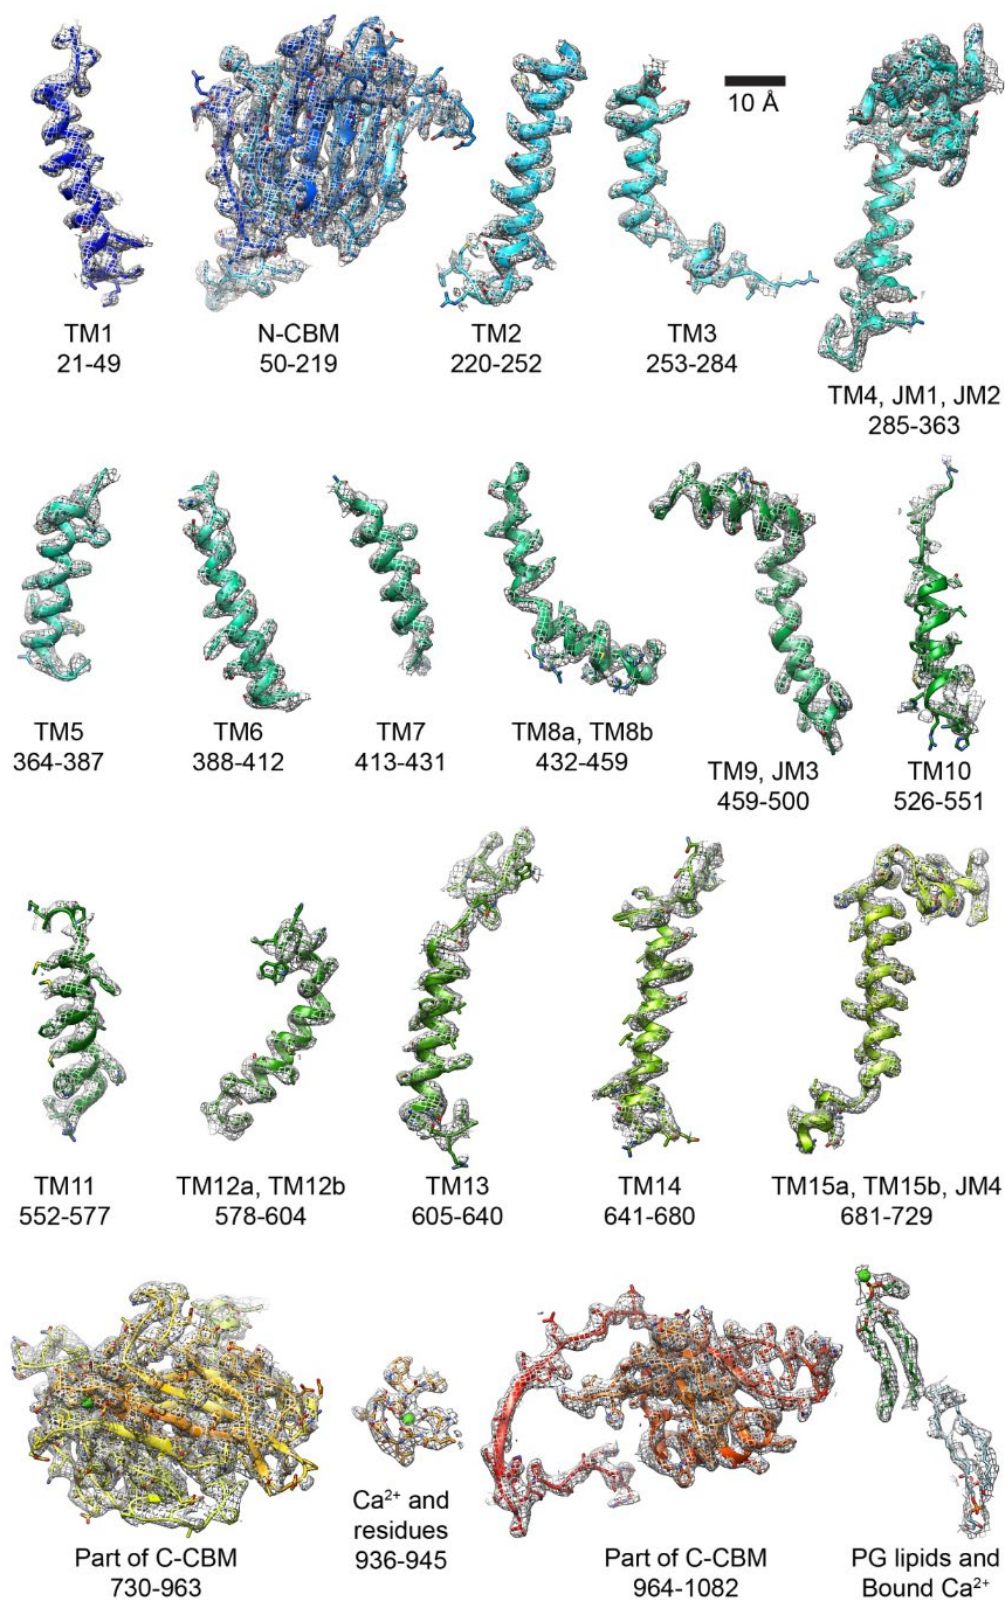 10 Å
TM1
21-49
N-CBM
50-219
TM2
220-252
TM3
253-284
TM4, JM1, JM2
285-363
TM5
364-387
TM6
388-412
TM7
413-431
TM8a, TM8b
432-459
TM9, JM3
459-500
TM10
526-551
TM11
552-577
TM12a, TM12b
578-604
TM13
605-640
TM14
641-680
TM15a, TM15b, JM4
681-729
Part of C-CBM
730-963
Ca²⁺ and
residues
936-945
Part of C-CBM
964-1082
PG lipids and
Bound Ca²⁺